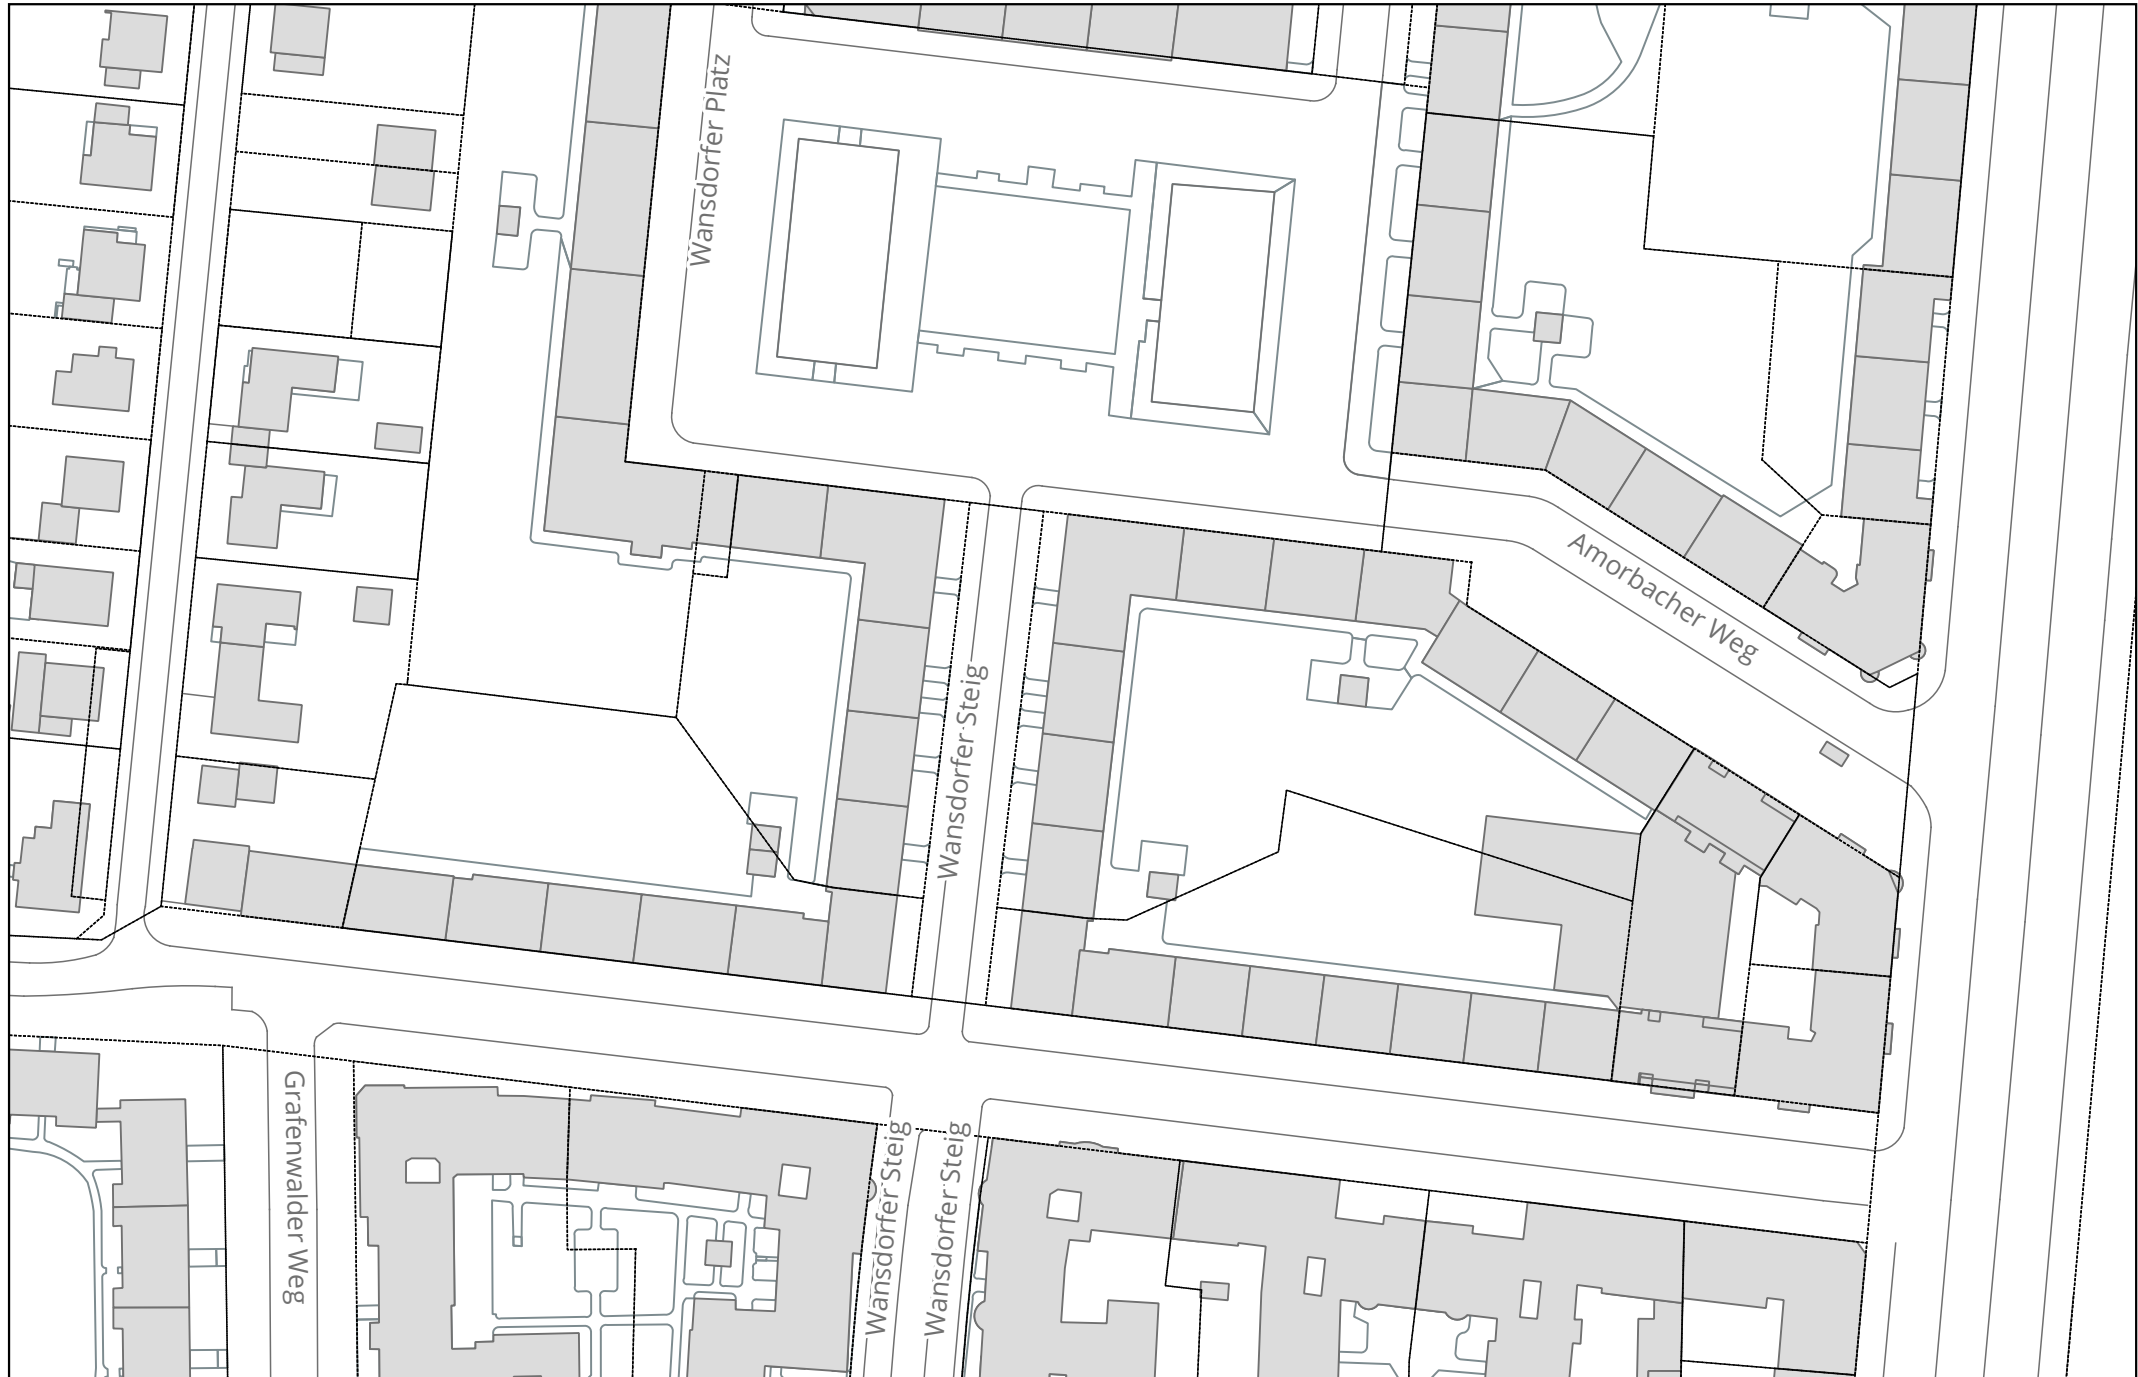 Wansdorfer Platz
Amorbacher Weg
Wansdorfer Steig
Grafenwalder Weg
Wansdorfer Steig
Wansdorfer Steig